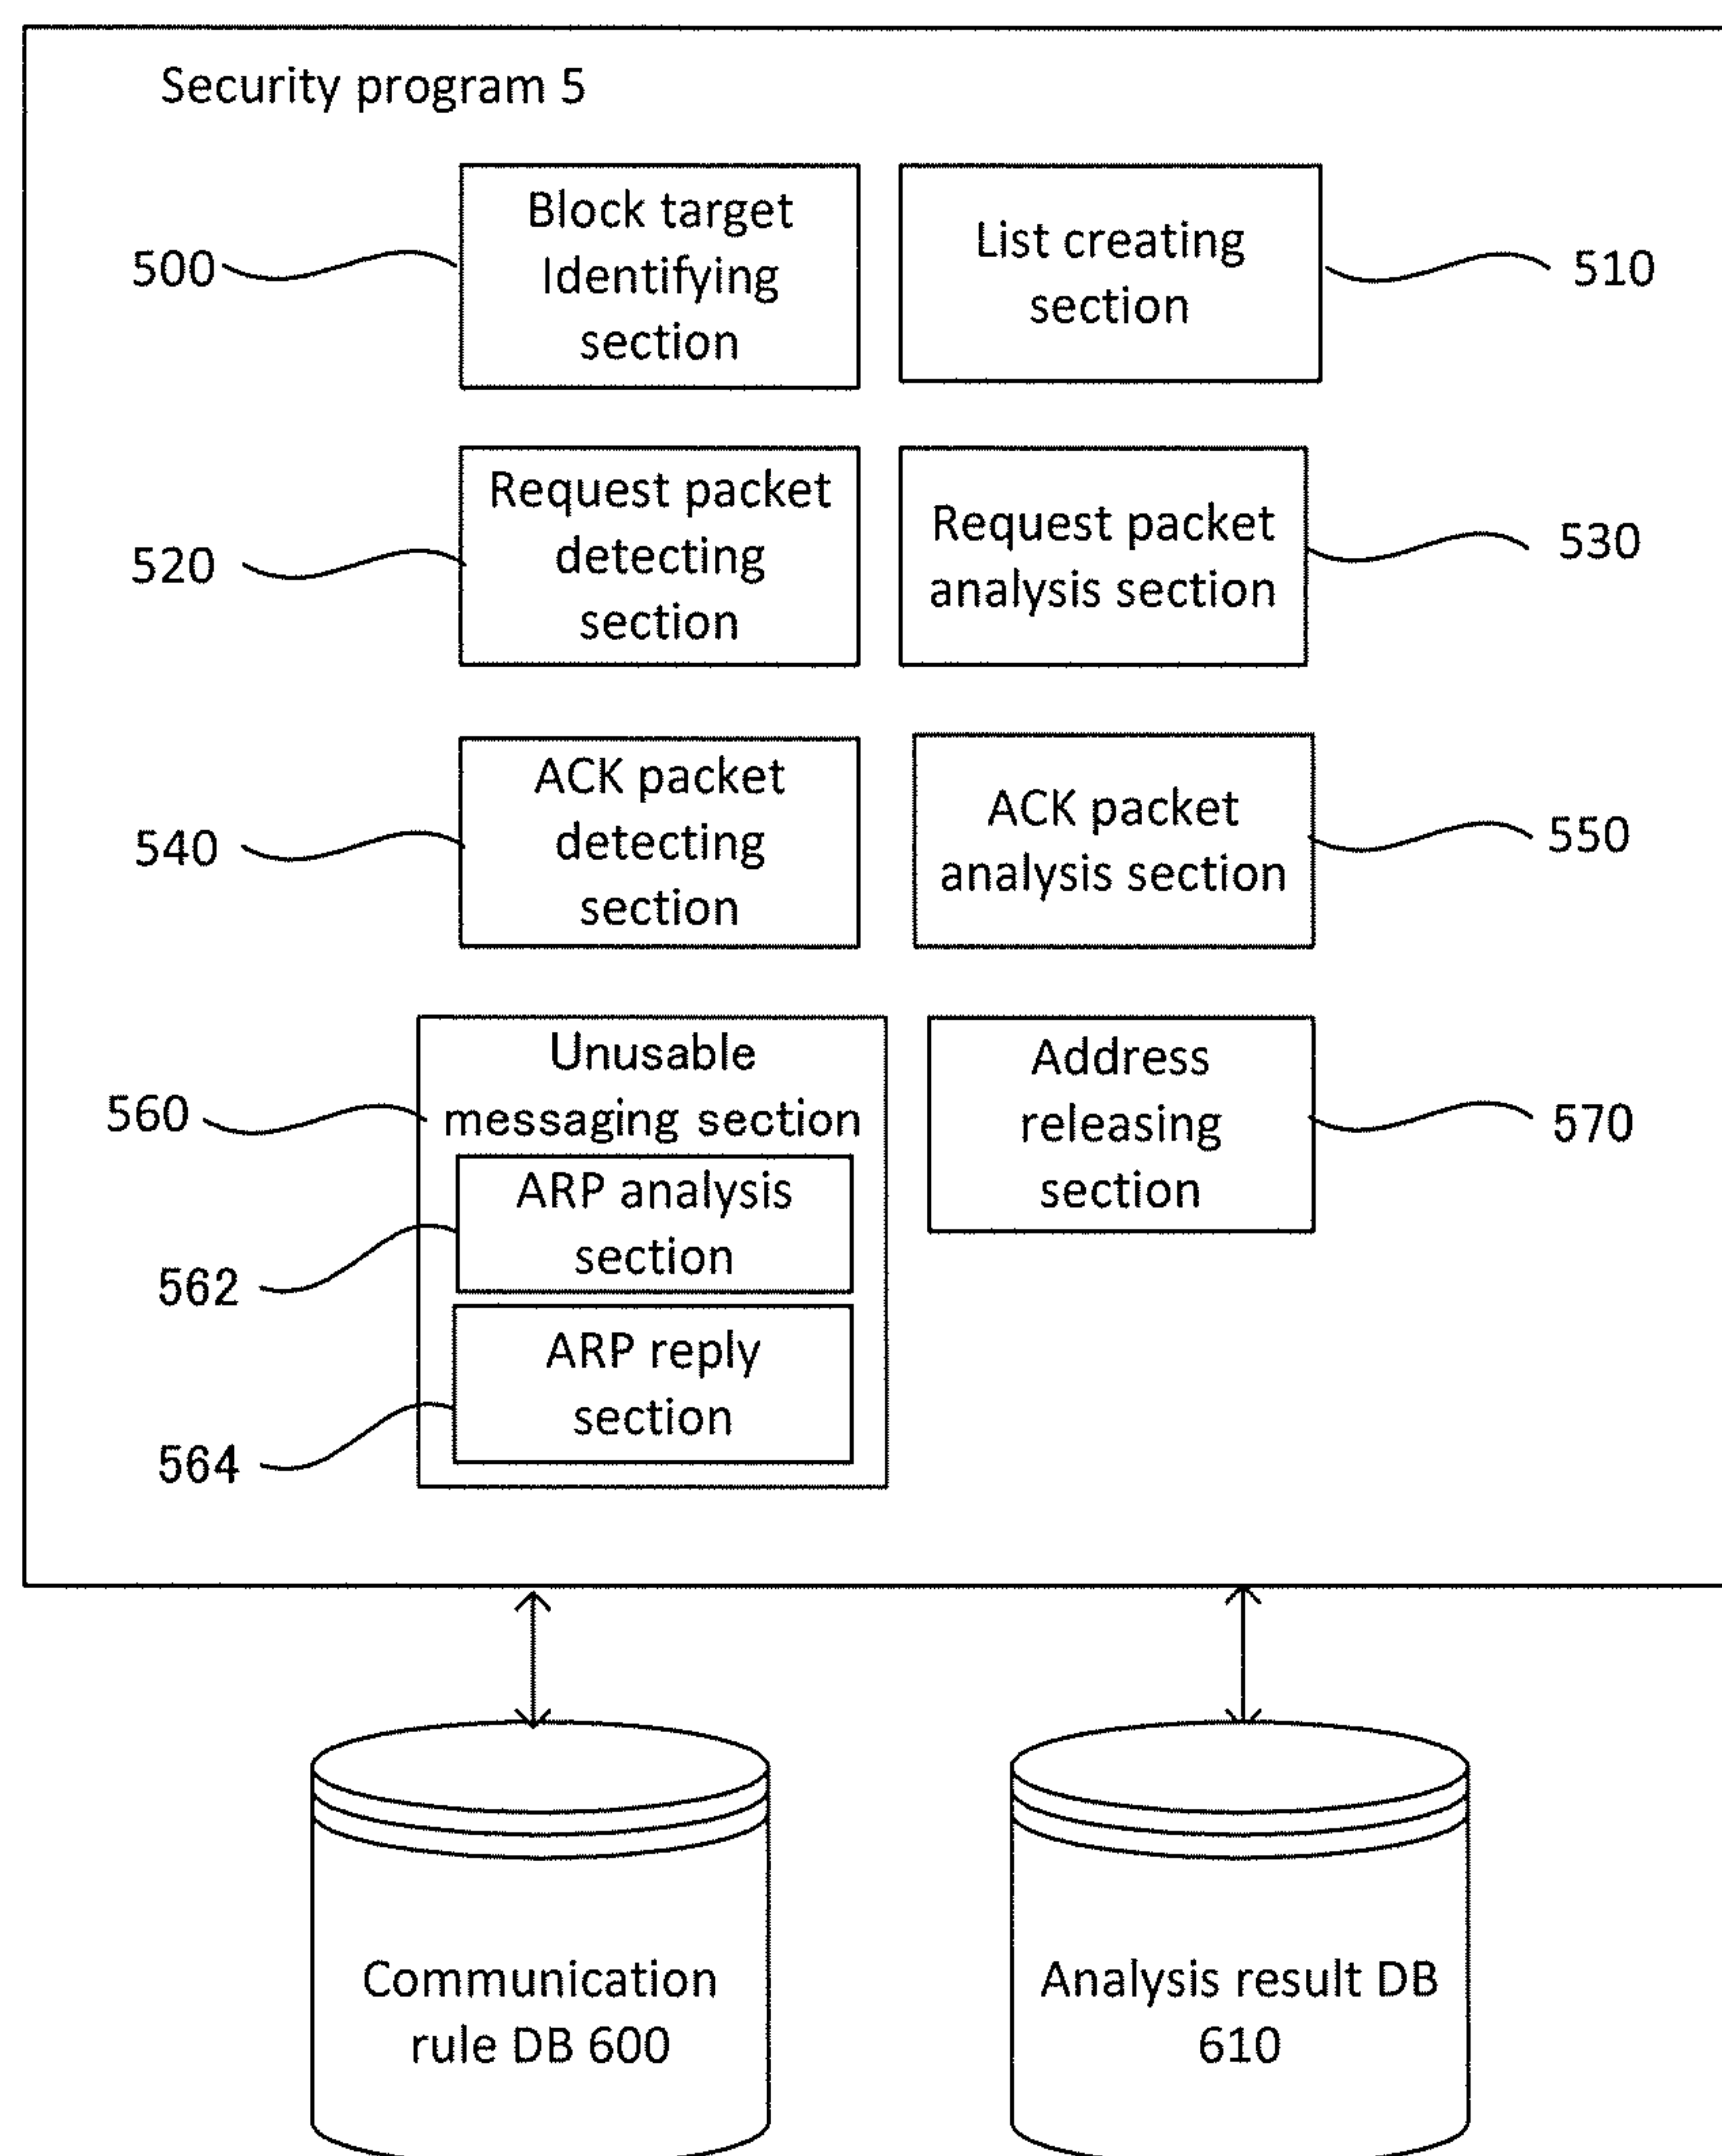 Security program 5
500
Block target
Identifying
section
List creating
section
510
520
Request packet
detecting
section
Request packet
analysis section
530
540
ACK packet
detecting
section
ACK packet
analysis section
550
560
Unusable
messaging section
562
ARP analysis
section
564
ARP reply
section
Address
releasing
section
570
Communication
rule DB 600
Analysis result DB
610